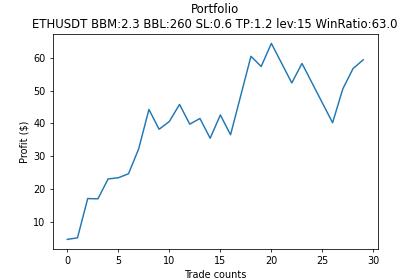 Portfolio
ETHUSDT BBM:2.3 BBL:260 SL:0.6 TP:1.2 lev:15 WinRatio:63.0
60
50
40
30
20
10
Profit ($)
0 5 10 15 20 25 30
Trade counts